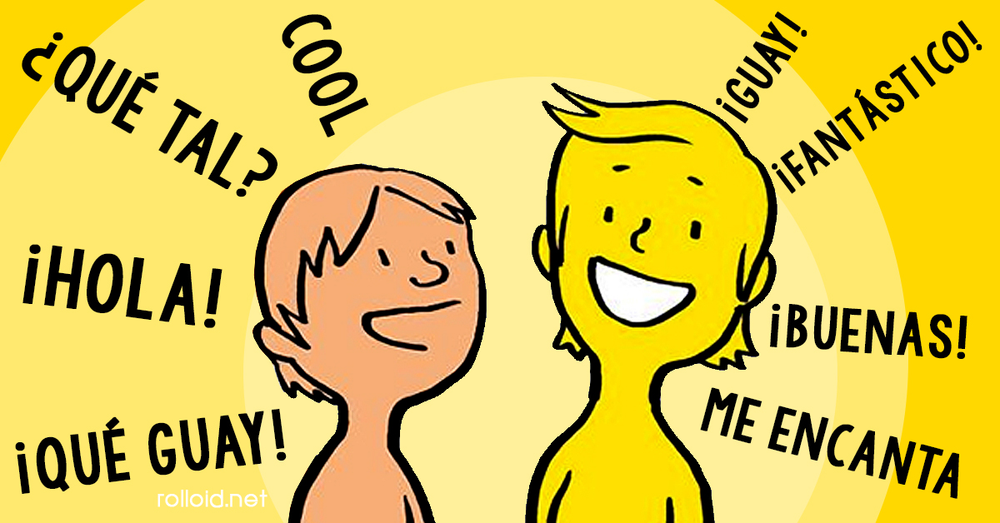 ¿QUÉ TAL?
COOL
¡HOLA!
¡QUÉ GUAY!
rolloid.net
¡GUAY!
¡FANTÁSTICO!
¡BUENAS!
ME ENCANTA